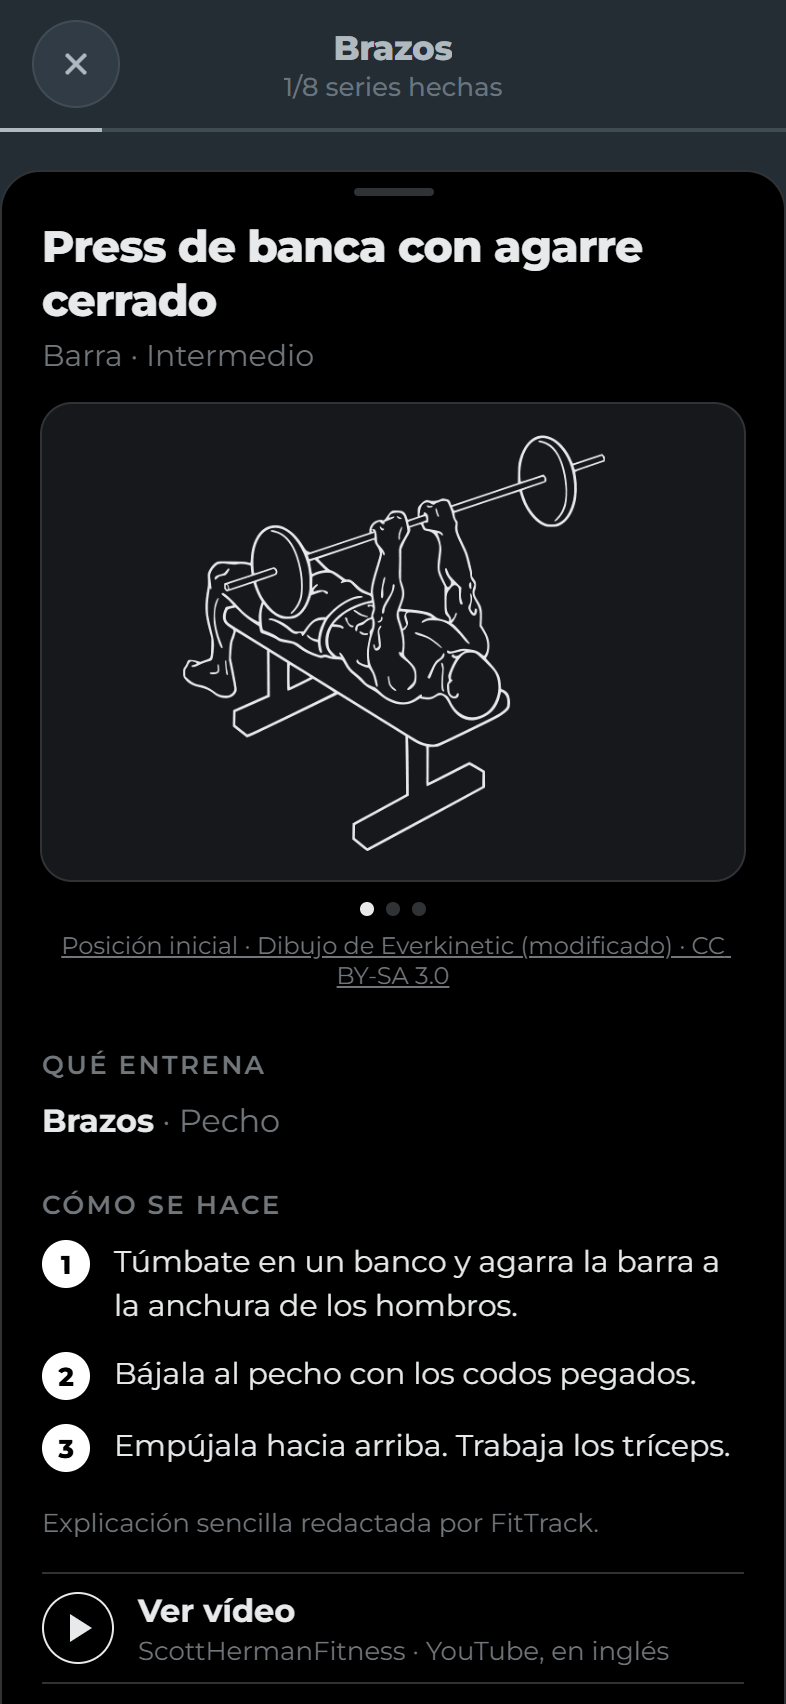 Brazos
1/8 series hechas
Press de banca con agarre
cerrado
Barra · Intermedio
Posición inicial · Dibujo de Everkinetic (modificado) · CC
BY-SA 3.0
QUÉ ENTRENA
Brazos · Pecho
CÓMO SE HACE
1 Túmbate en un banco y agarra la barra a
la anchura de los hombros.
2 Bájala al pecho con los codos pegados.
3 Empújala hacia arriba. Trabaja los tríceps.
Explicación sencilla redactada por FitTrack.
Ver vídeo
ScottHermanFitness · YouTube, en inglés